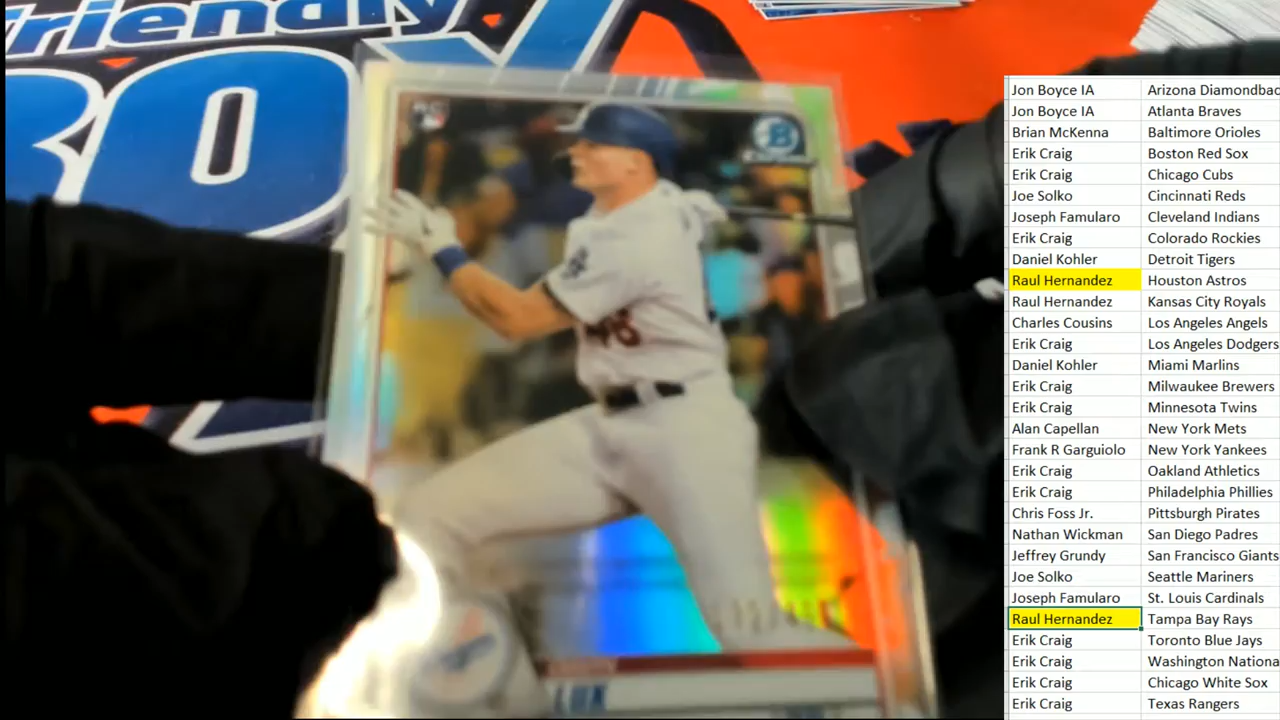 Friendly
BOX
RC
B
48
LUX
Jon Boyce IA Arizona Diamondbac
Jon Boyce IA Atlanta Braves
Brian McKenna Baltimore Orioles
Erik Craig Boston Red Sox
Erik Craig Chicago Cubs
Joe Solko Cincinnati Reds
Joseph Famularo Cleveland Indians
Erik Craig Colorado Rockies
Daniel Kohler Detroit Tigers
Raul Hernandez Houston Astros
Raul Hernandez Kansas City Royals
Charles Cousins Los Angeles Angels
Erik Craig Los Angeles Dodgers
Daniel Kohler Miami Marlins
Erik Craig Milwaukee Brewers
Erik Craig Minnesota Twins
Alan Capellan New York Mets
Frank R Garguiolo New York Yankees
Erik Craig Oakland Athletics
Erik Craig Philadelphia Phillies
Chris Foss Jr. Pittsburgh Pirates
Nathan Wickman San Diego Padres
Jeffrey Grundy San Francisco Giants
Joe Solko Seattle Mariners
Joseph Famularo St. Louis Cardinals
Raul Hernandez Tampa Bay Rays
Erik Craig Toronto Blue Jays
Erik Craig Washington Nationa
Erik Craig Chicago White Sox
Erik Craig Texas Rangers